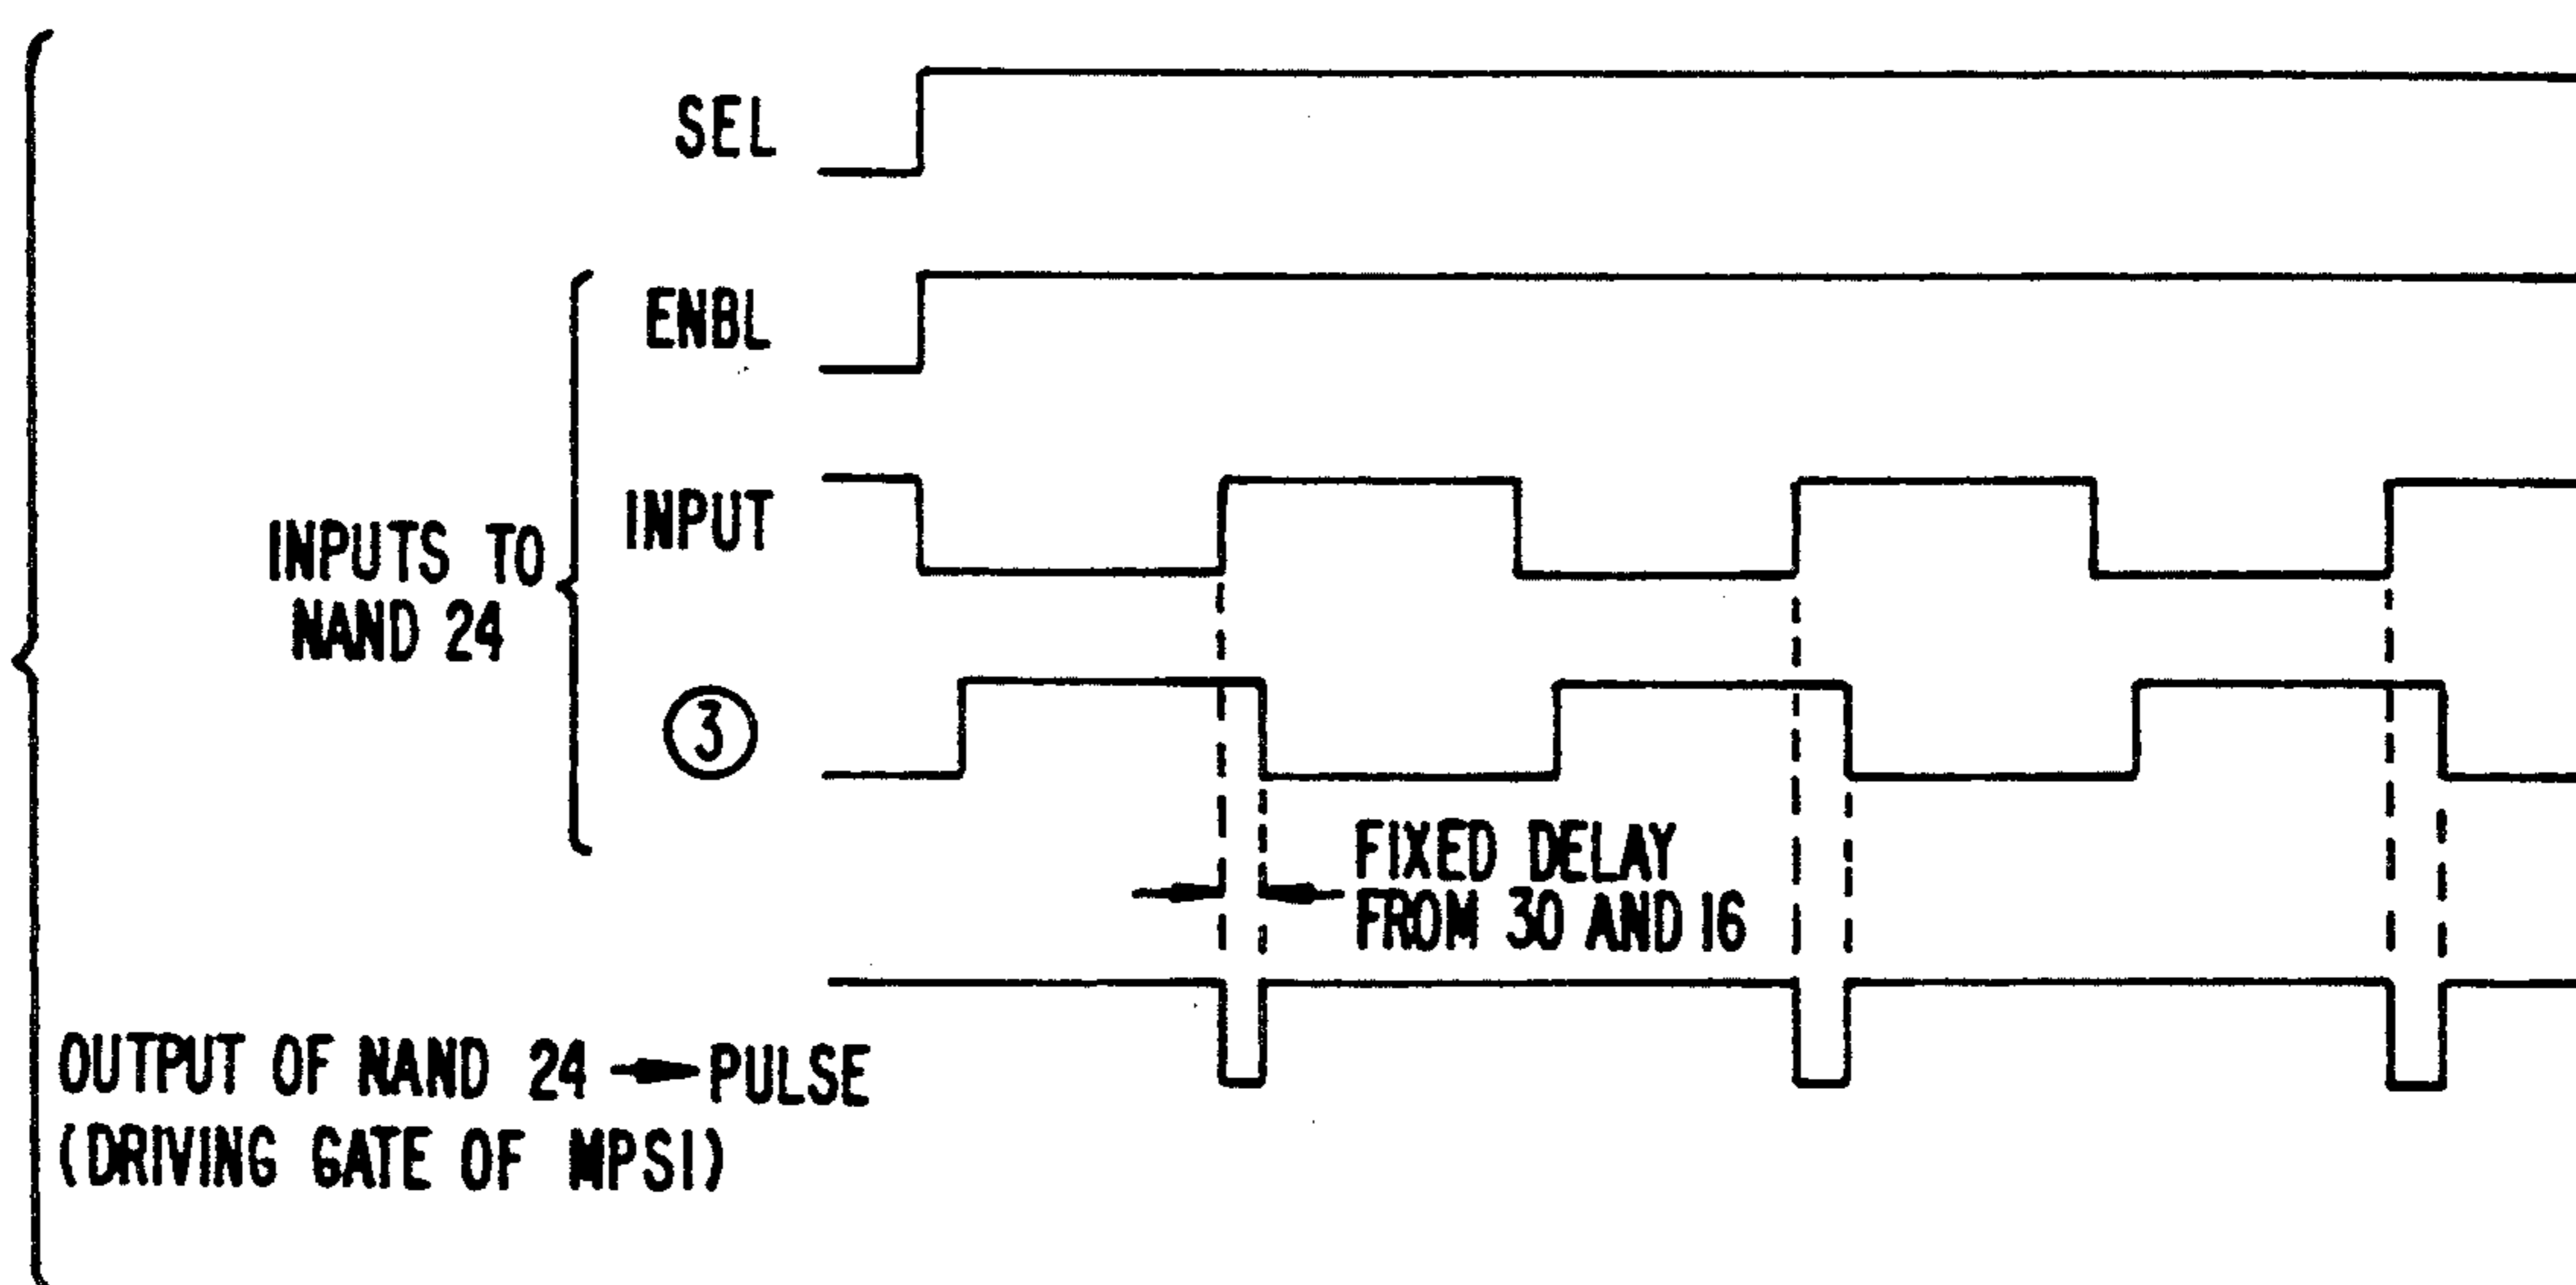 SEL
ENBL
INPUT
INPUTS TO
NAND 24
3
FIXED DELAY
FROM 30 AND 16
OUTPUT OF NAND 24 → PULSE
(DRIVING GATE OF MPS1)